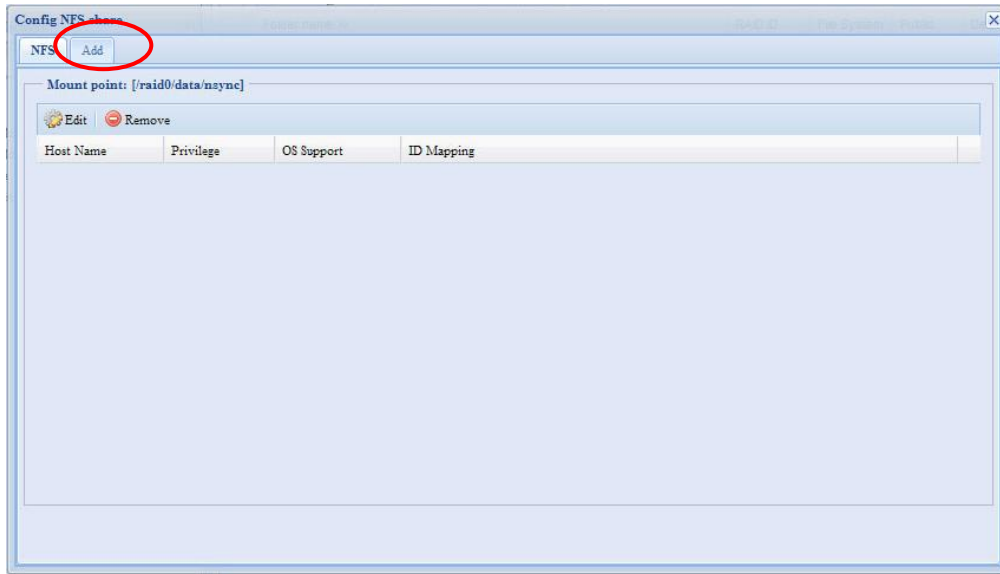 Config NFS share
NFS Add
Mount point: [/raid0/data/nsync]
Edit Remove
Host Name Privilege OS Support ID Mapping